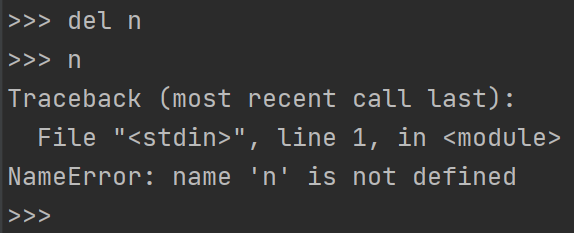 >>> del n
>>> n
Traceback (most recent call last):
  File "<stdin>", line 1, in <module>
NameError: name 'n' is not defined
>>>